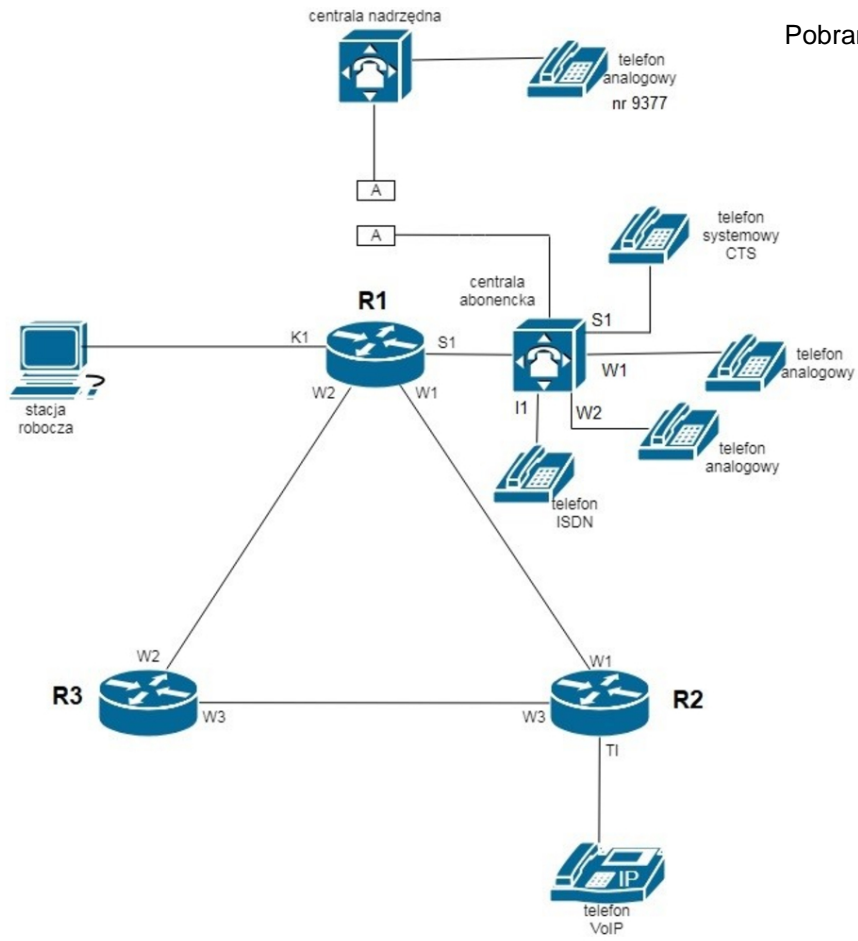 centrala nadrzędna
Pobra
telefon
analogowy
nr 9377
A
A
telefon
systemowy
CTS
centrala
abonencka
R1
S1
K1
S1
W1
telefon
analogowy
W2
W1
I1
W2
stacja
robocza
telefon
analogowy
telefon
ISDN
W2
W1
R3
R2
W3
W3
TI
IP
telefon
VoIP